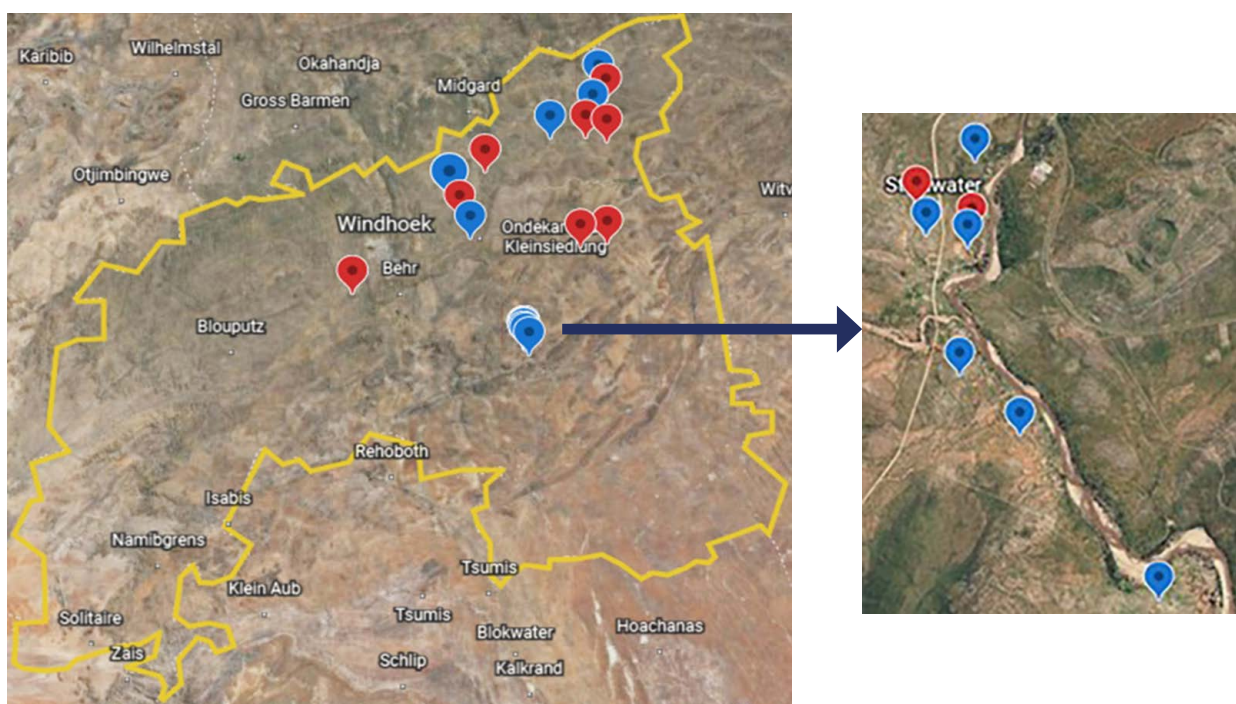 Karibib
Wilhelmstal
Okahandja
Midgard
Gross Barmen
Otjimbingwe
Windhoek
Ondekar
Kleinsiedlung
Behr
Blouputz
Rehoboth
Isabis
Namibgrens
Klein Aub
Tsumis
Tsumis
Solitaire
Zais
Blokwater
Hoachanas
Schlip
Kalkrand